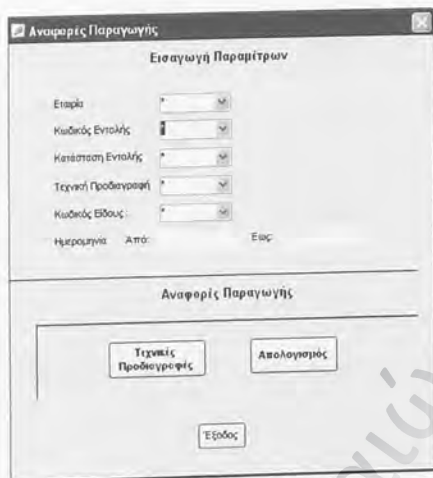 Αναφορές Παραγωγής
Εισαγωγή Παραμέτρων
Εταιρία *
Κωδικός Εντολής *
Κατάσταση Εντολής *
Τεχνική Προδιαγραφή *
Κωδικός Είδους : *
Ημερομηνία Από: Εως:
Αναφορές Παραγωγής
Τεχνικές Προδιαγραφές
Απολογισμός
Έξοδος